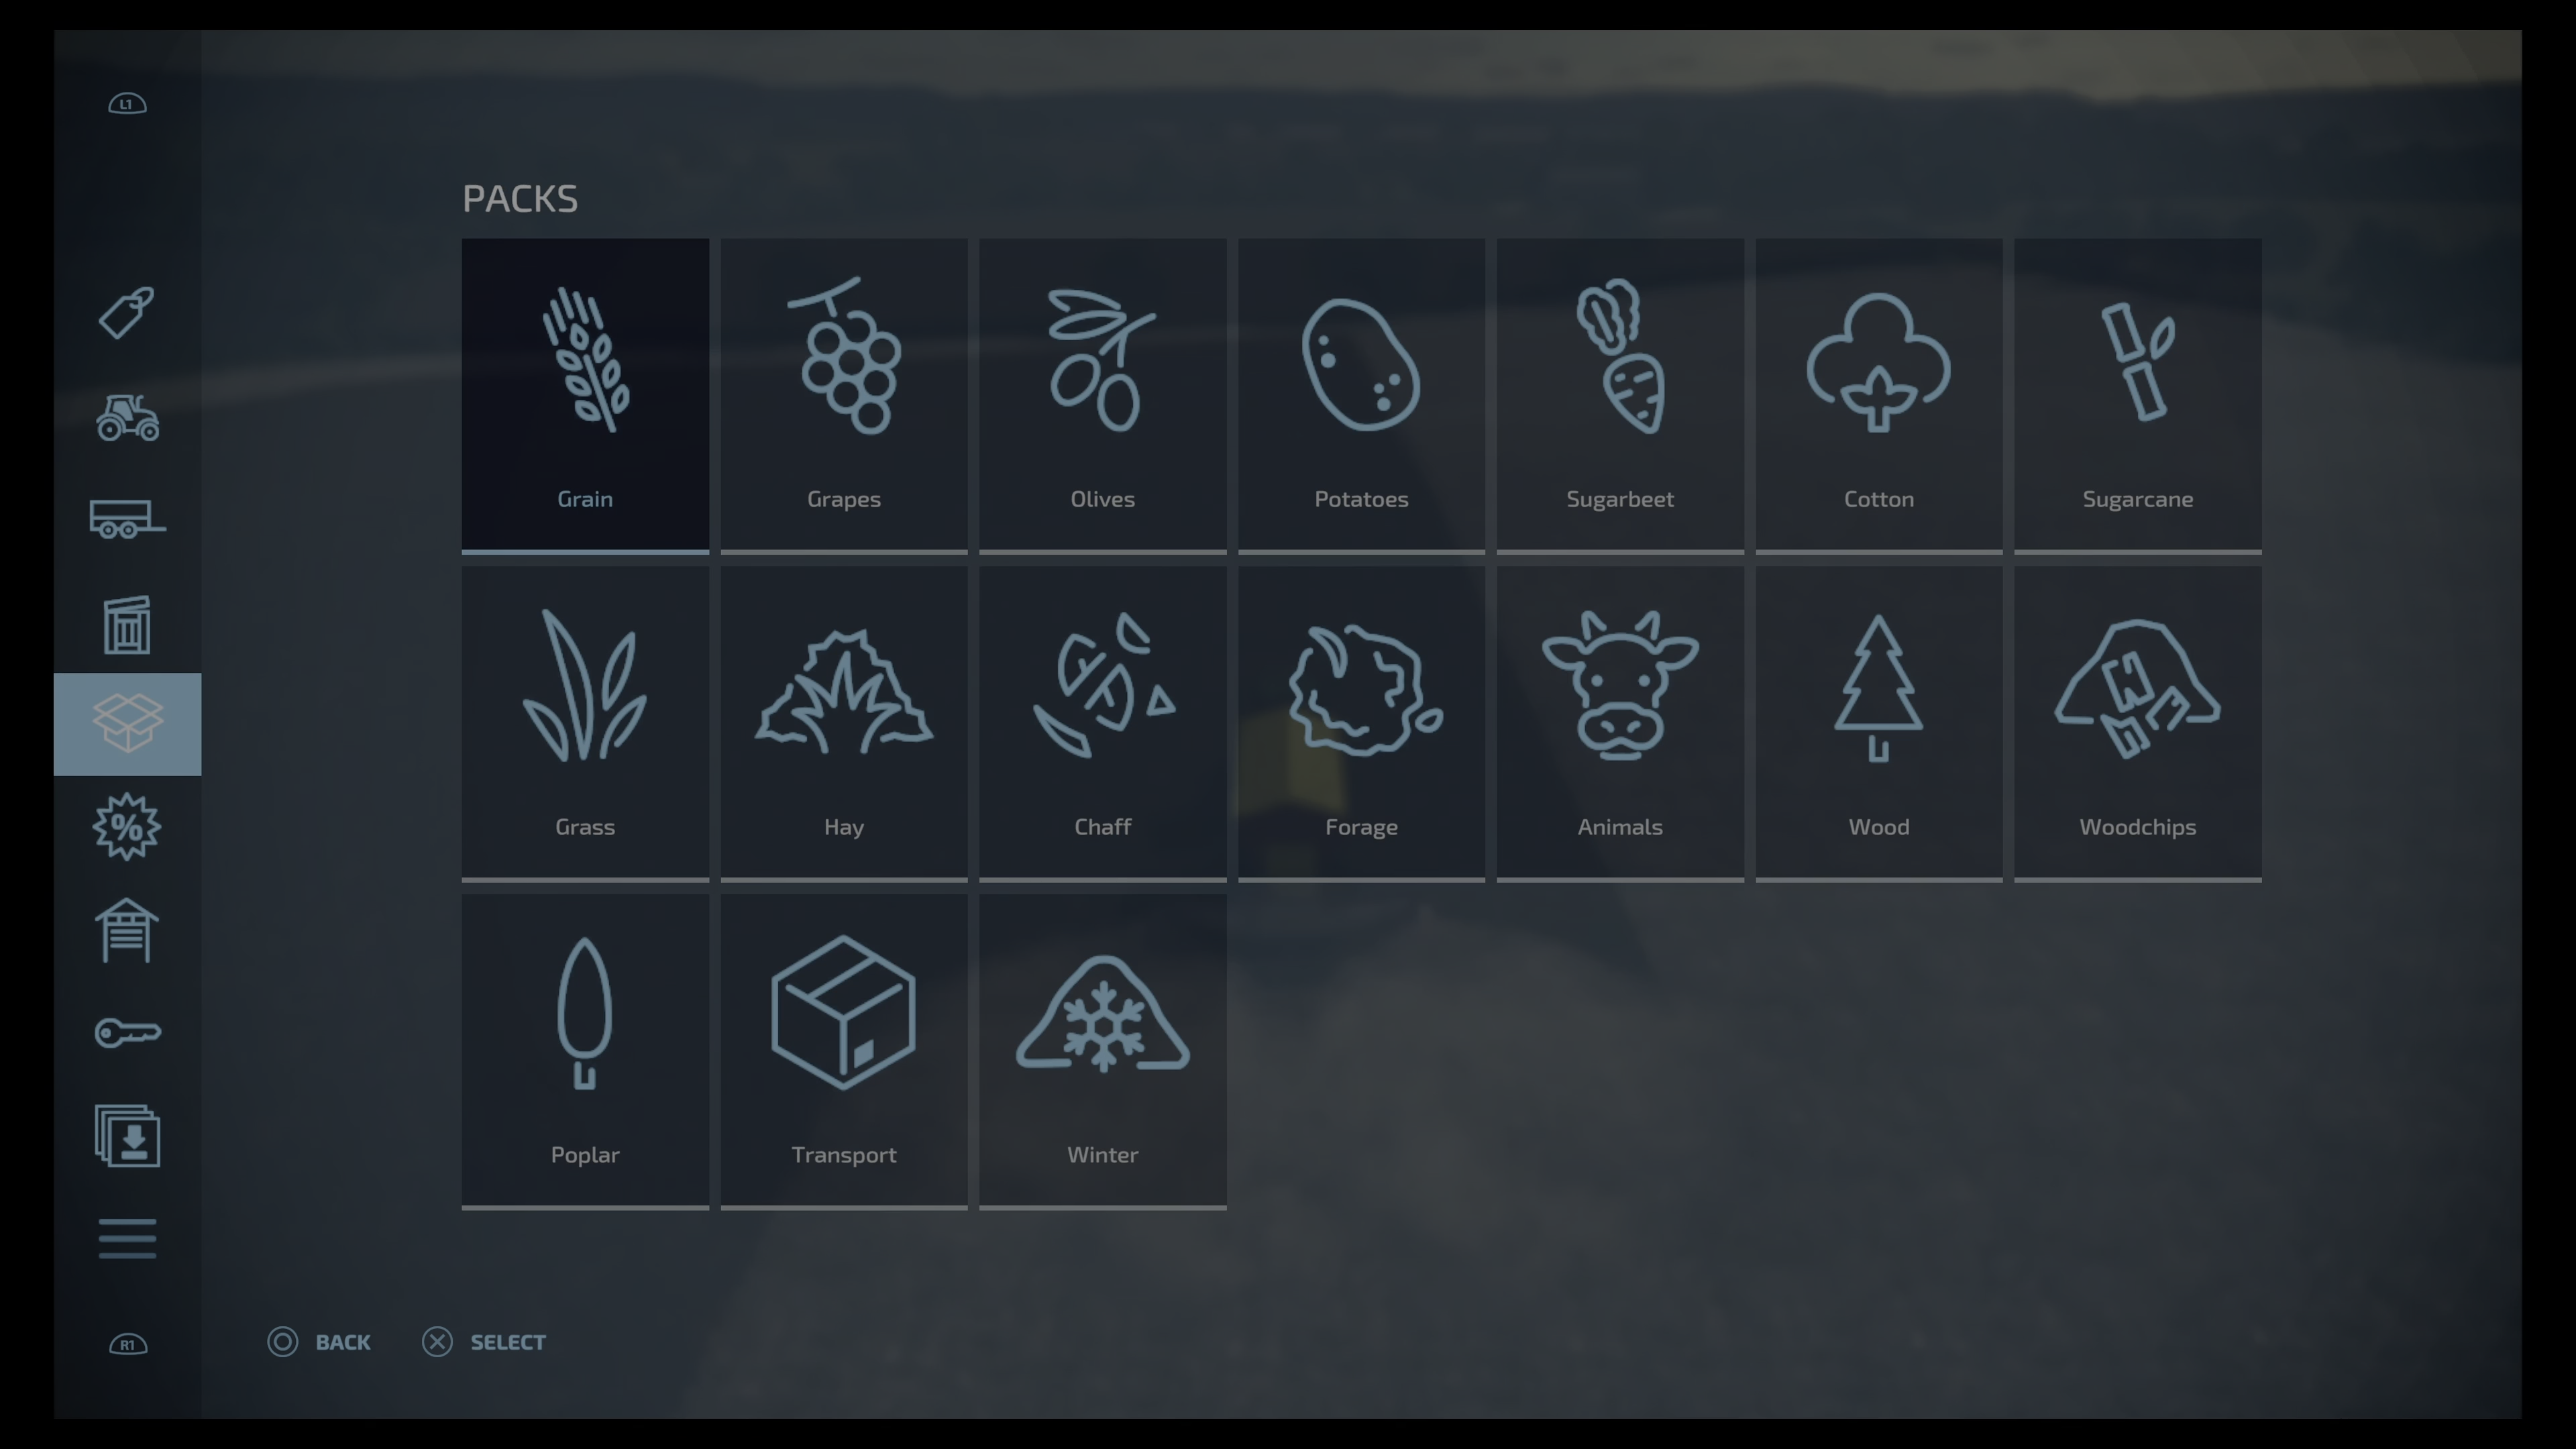 L1
PACKS
Grain Grapes Olives Potatoes Sugarbeet Cotton Sugarcane
Grass Hay Chaff Forage Animals Wood Woodchips
%
Poplar Transport Winter
R1 BACK SELECT